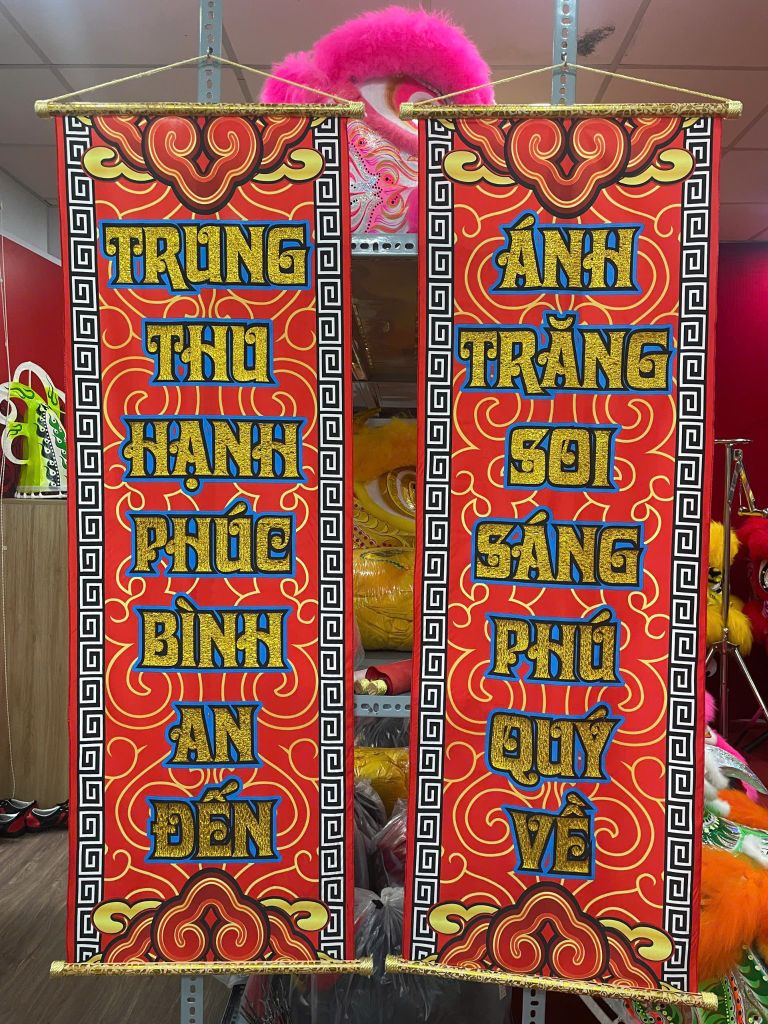 TRUNG
THU
HẠNH
PHÚC
BÌNH
AN
ĐẾN
ÁNH
TRĂNG
SOI
SÁNG
PHÚ
QUÝ
VỀ